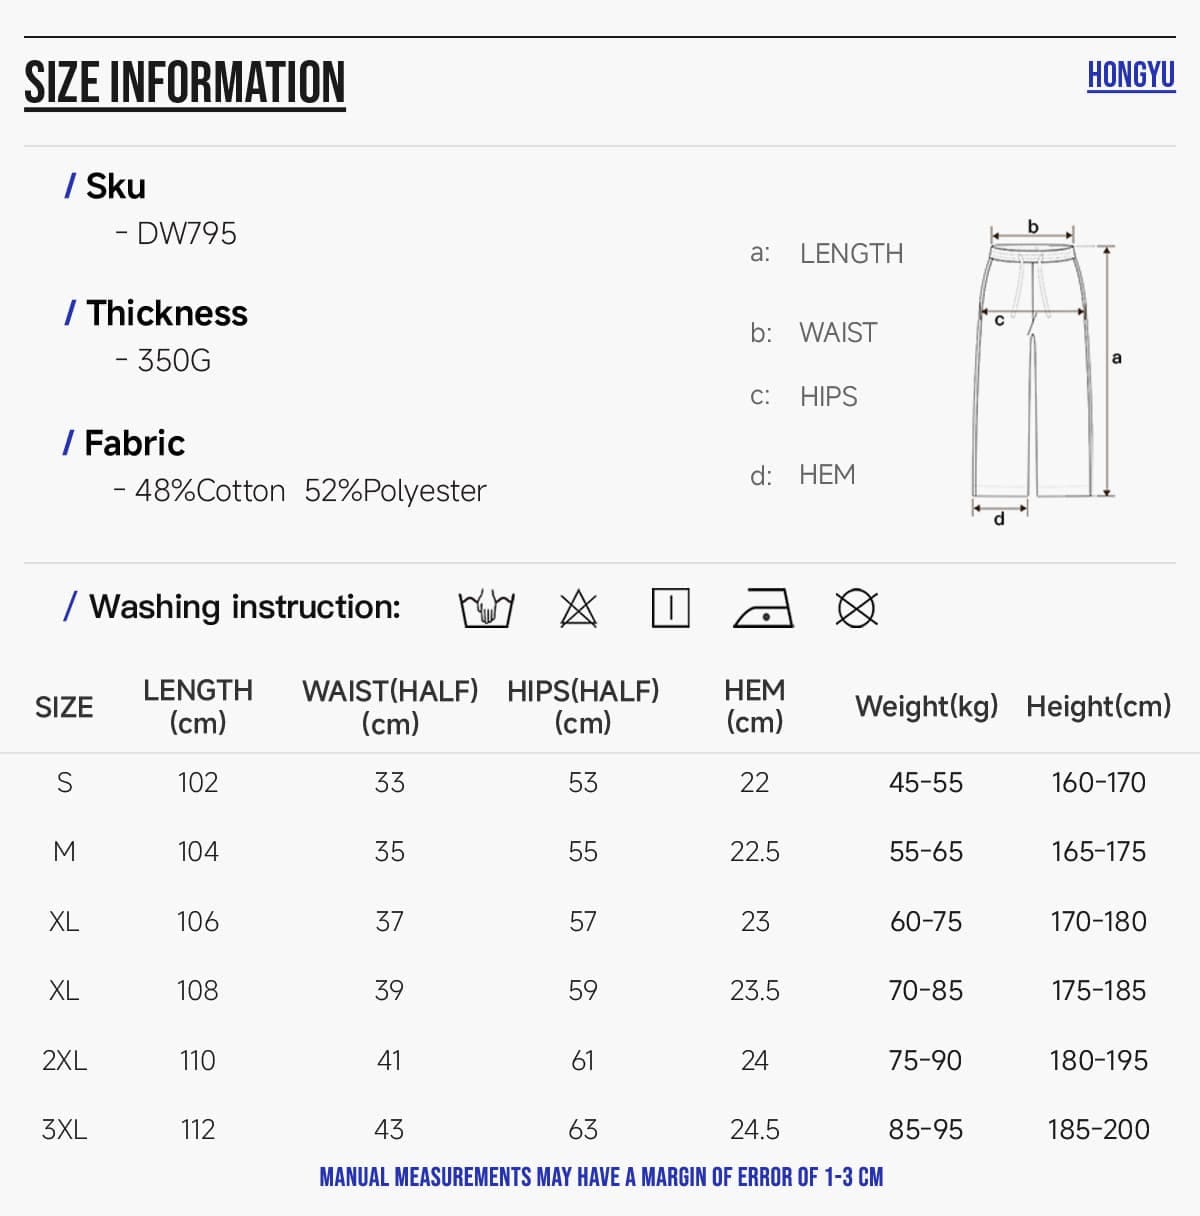 SIZE INFORMATION
HONGYU
/ Sku
- DW795
/ Thickness
- 350G
/ Fabric
- 48%Cotton 52%Polyester
a: LENGTH
b: WAIST
c: HIPS
d: HEM
b
c
a
d
/ Washing instruction:
SIZE LENGTH (cm) WAIST(HALF) (cm) HIPS(HALF) (cm) HEM (cm) Weight(kg) Height(cm)
S 102 33 53 22 45-55 160-170
M 104 35 55 22.5 55-65 165-175
XL 106 37 57 23 60-75 170-180
XL 108 39 59 23.5 70-85 175-185
2XL 110 41 61 24 75-90 180-195
3XL 112 43 63 24.5 85-95 185-200
MANUAL MEASUREMENTS MAY HAVE A MARGIN OF ERROR OF 1-3 CM